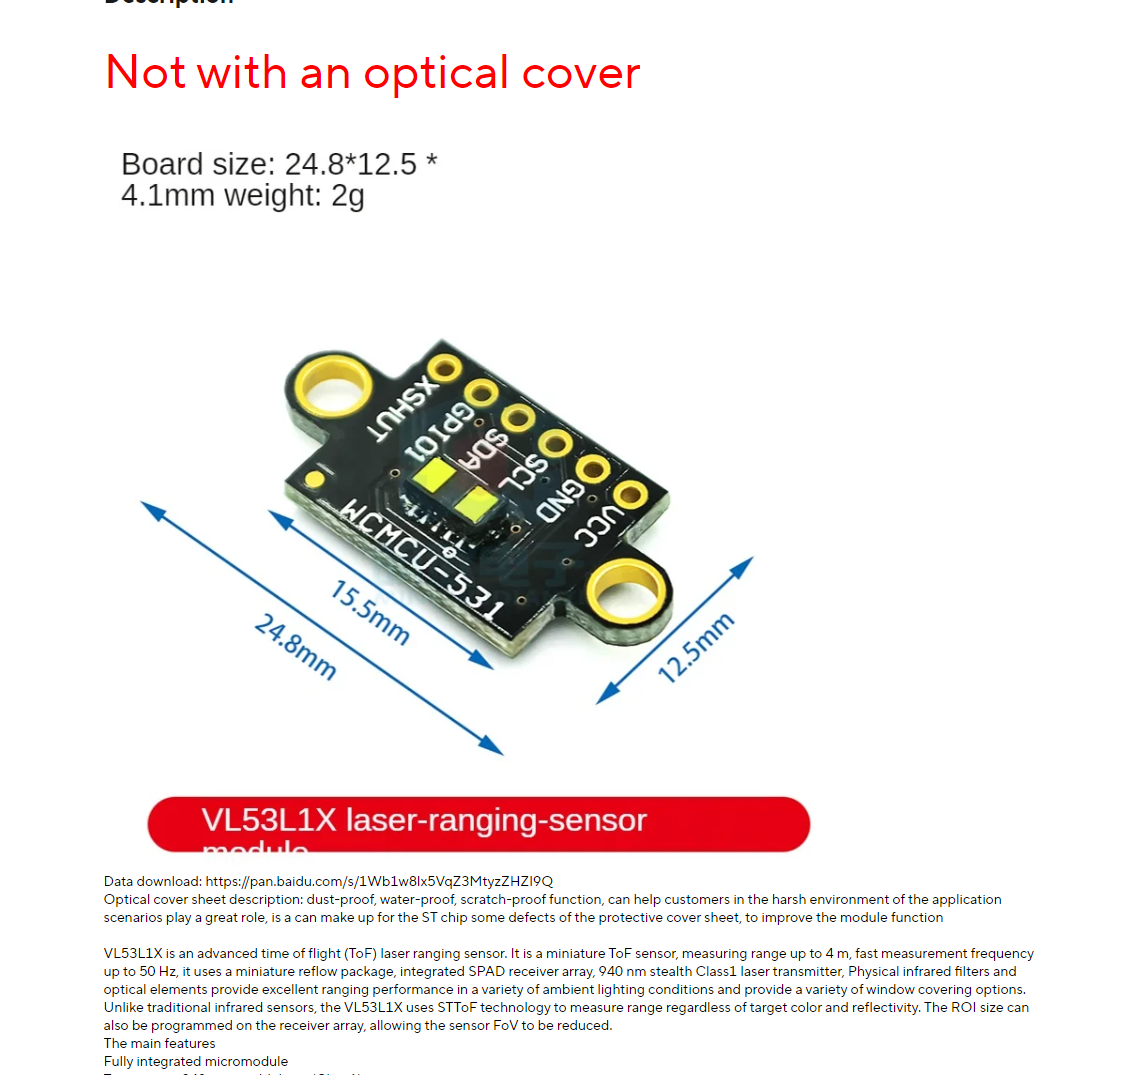 Description
Not with an optical cover
Board size: 24.8*12.5 *
4.1mm weight: 2g
XSHUT
GPIO1
SDA
SCL
GND
VCC
WCMCU-531
15.5mm
24.8mm
12.5mm
VL53L1X laser-ranging-sensor
module
Data download: https://pan.baidu.com/s/1Wb1w8lx5VqZ3MtyzZHZI9Q
Optical cover sheet description: dust-proof, water-proof, scratch-proof function, can help customers in the harsh environment of the application
scenarios play a great role, is a can make up for the ST chip some defects of the protective cover sheet, to improve the module function
VL53L1X is an advanced time of flight (ToF) laser ranging sensor. It is a miniature ToF sensor, measuring range up to 4 m, fast measurement frequency
up to 50 Hz, it uses a miniature reflow package, integrated SPAD receiver array, 940 nm stealth Class1 laser transmitter, Physical infrared filters and
optical elements provide excellent ranging performance in a variety of ambient lighting conditions and provide a variety of window covering options.
Unlike traditional infrared sensors, the VL53L1X uses STToF technology to measure range regardless of target color and reflectivity. The ROI size can
also be programmed on the receiver array, allowing the sensor FoV to be reduced.
The main features
Fully integrated micromodule